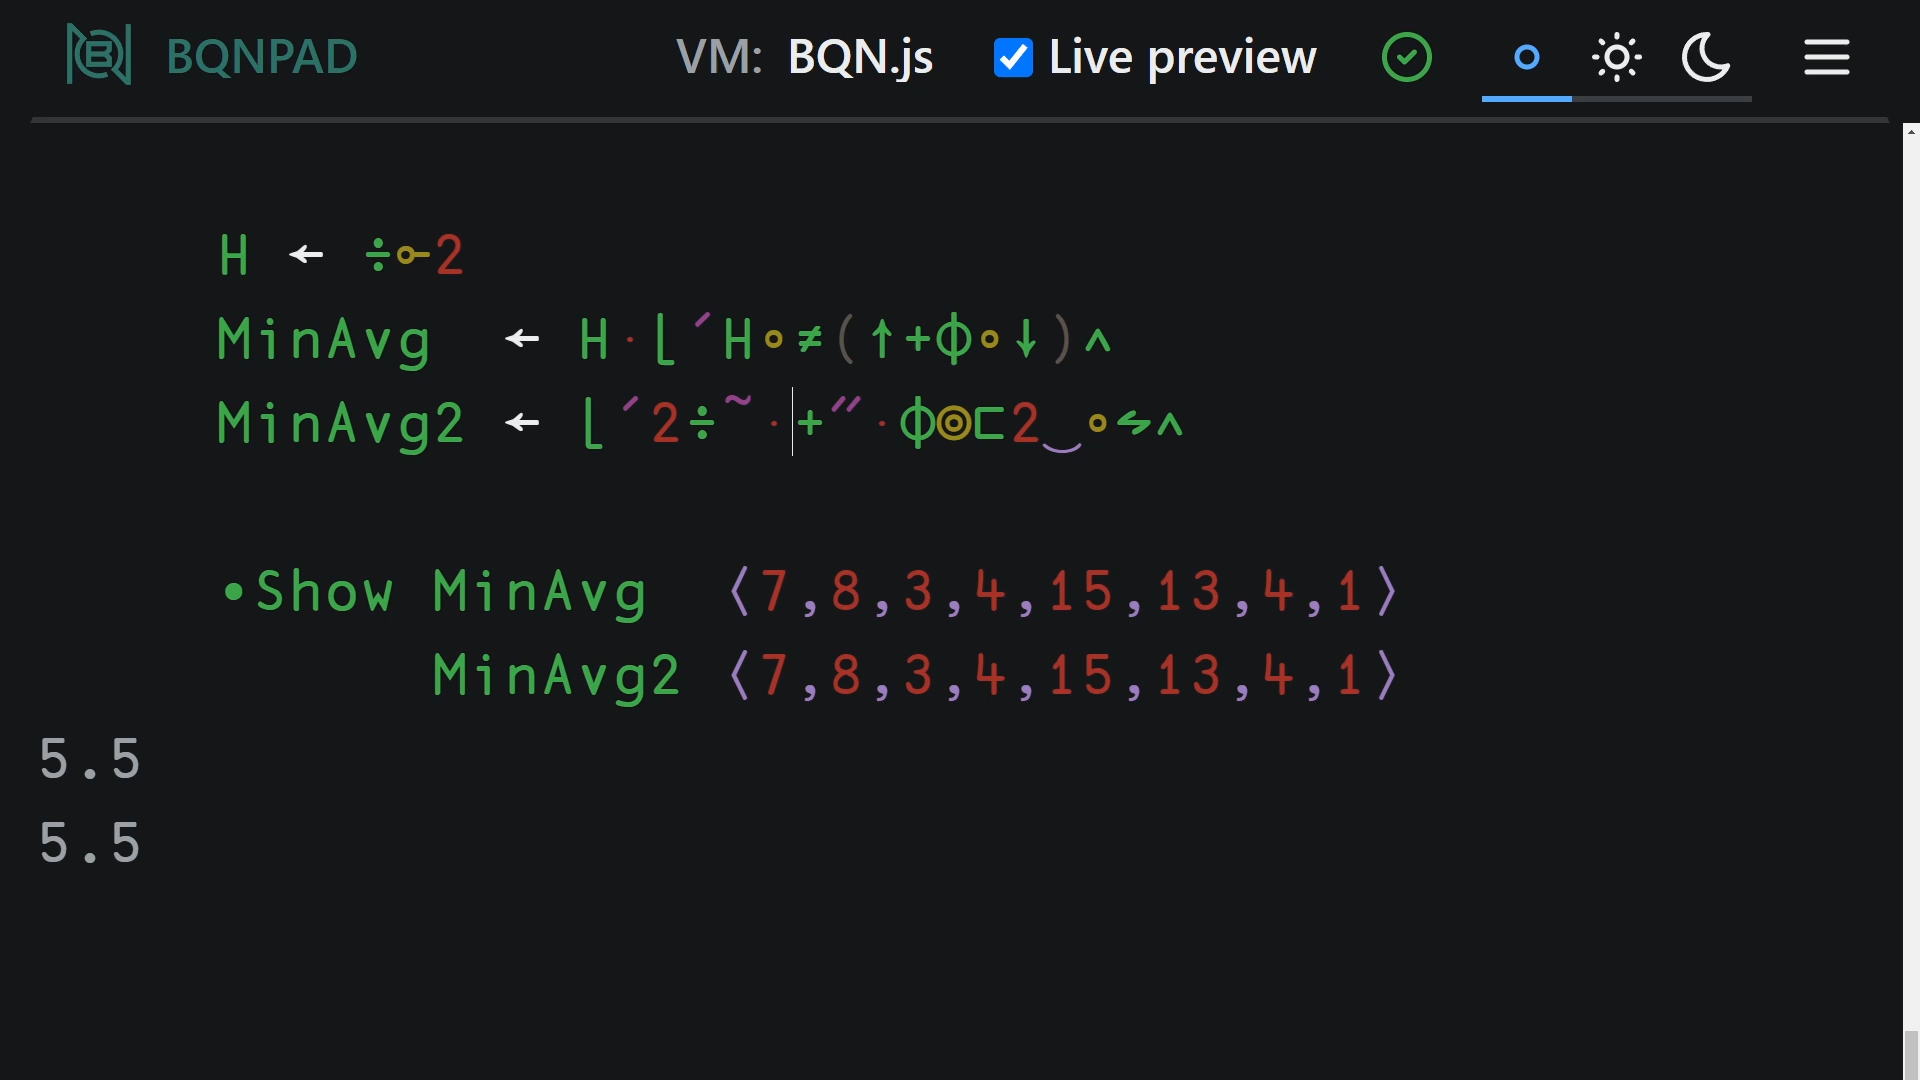 BQNPAD VM: BQN.js Live preview
H ← ÷⟜2
MinAvg  ← H·⌊´H∘≠(↑+⌽∘↓)∧
MinAvg2 ← ⌊´2÷˜·+¨·⌽⌾⊏2‿∘⥊∧
•Show MinAvg  ⟨7,8,3,4,15,13,4,1⟩
MinAvg2 ⟨7,8,3,4,15,13,4,1⟩
5.5
5.5